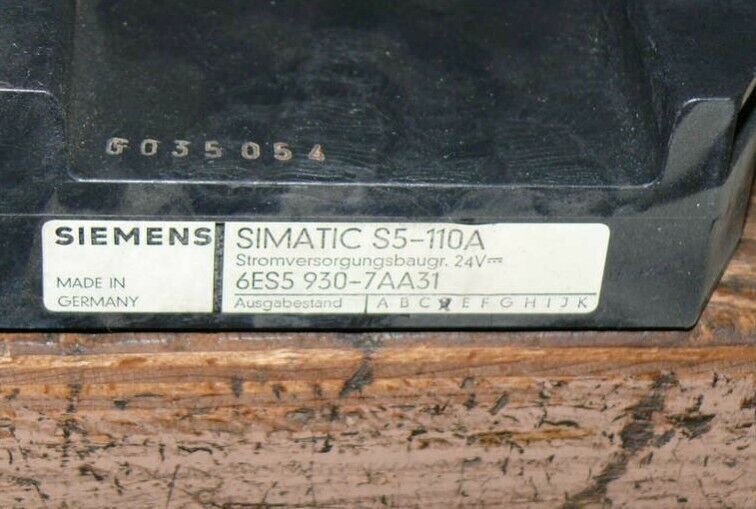 G035054
SIEMENS
MADE IN
GERMANY
SIMATIC S5-110A
Stromversorgungsbaugr. 24V⎓
6ES5 930-7AA31
Ausgabestand A B C E F G H I J K